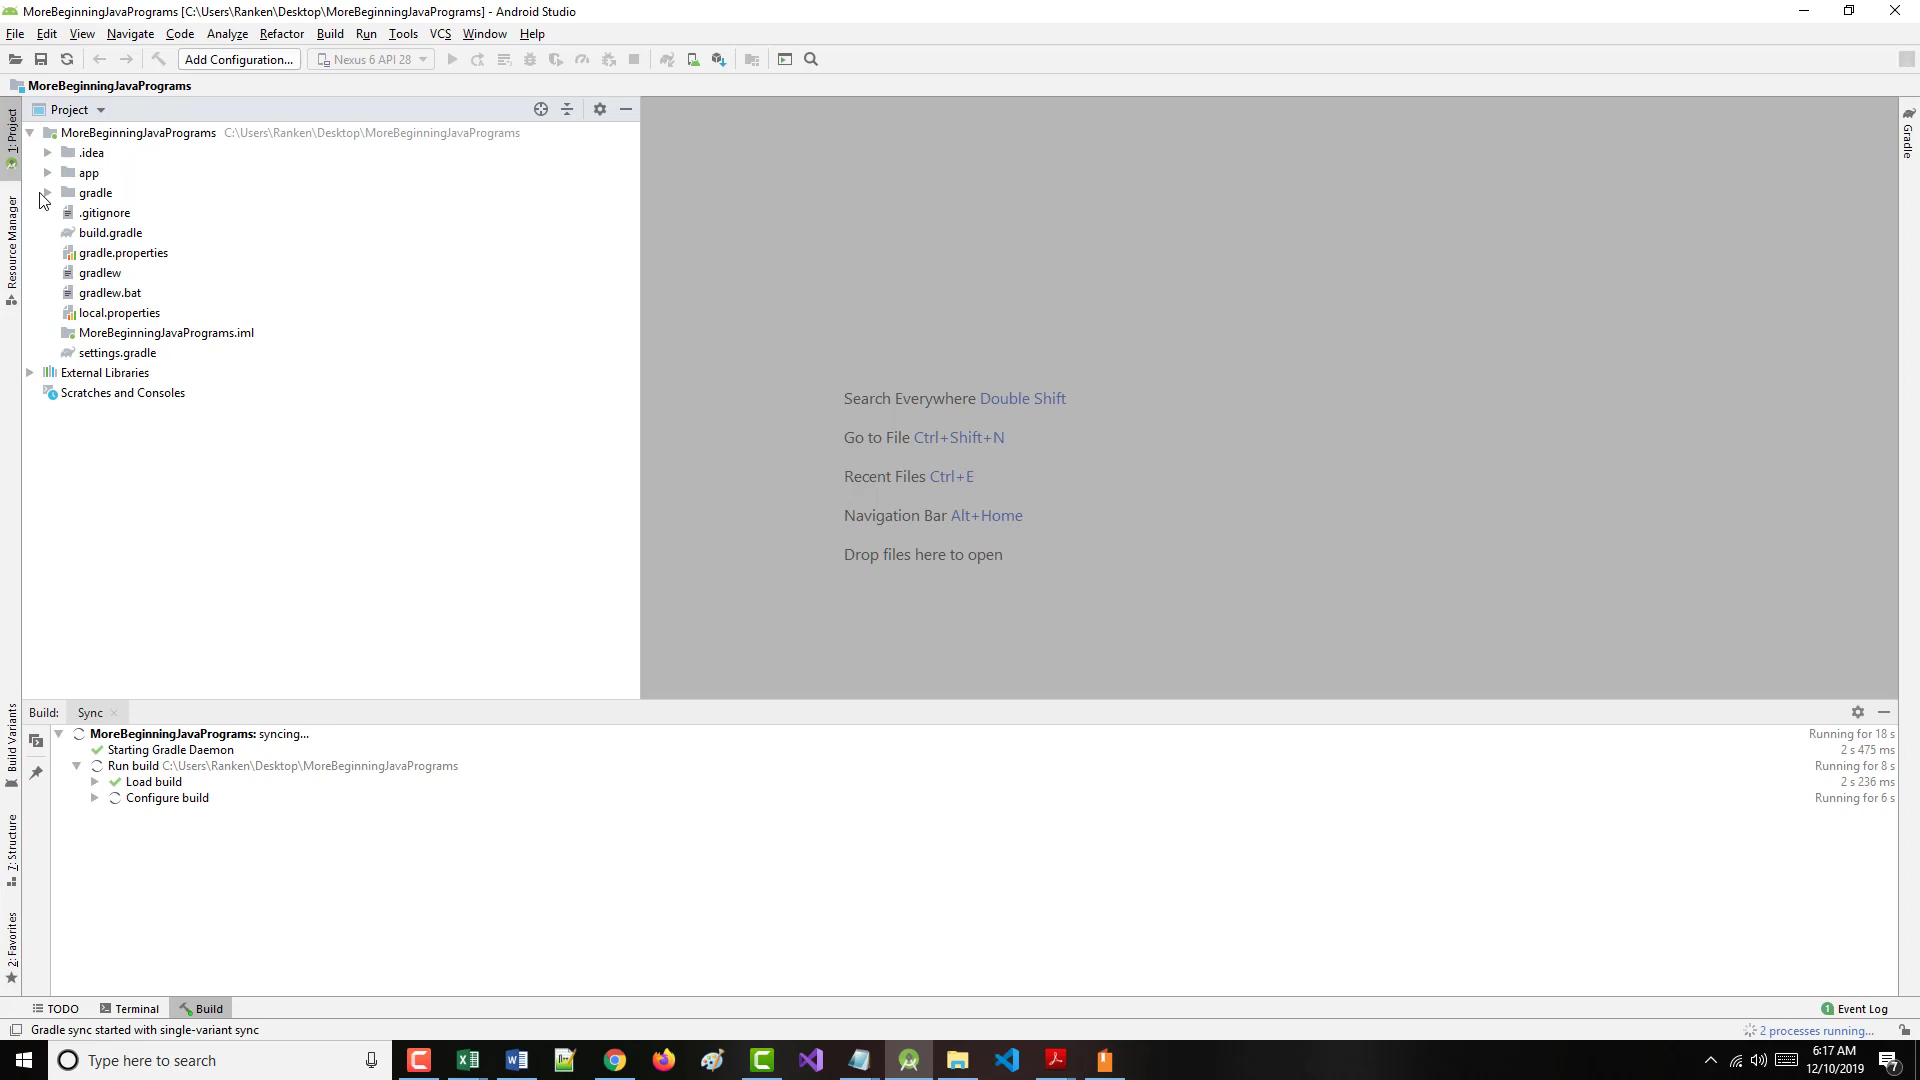 MoreBeginningJavaPrograms [C:\Users\Ranken\Desktop\MoreBeginningJavaPrograms] - Android Studio
File Edit View Navigate Code Analyze Refactor Build Run Tools VCS Window Help
Add Configuration... Nexus 6 API 28
MoreBeginningJavaPrograms
Project
MoreBeginningJavaPrograms C:\Users\Ranken\Desktop\MoreBeginningJavaPrograms
.idea
app
gradle
.gitignore
build.gradle
gradle.properties
gradlew
gradlew.bat
local.properties
MoreBeginningJavaPrograms.iml
settings.gradle
External Libraries
Scratches and Consoles
1: Project
Resource Manager
Build Variants
7: Structure
2: Favorites
Gradle
Search Everywhere Double Shift
Go to File Ctrl+Shift+N
Recent Files Ctrl+E
Navigation Bar Alt+Home
Drop files here to open
Build: Sync
MoreBeginningJavaPrograms: syncing... Running for 18 s
Starting Gradle Daemon 2 s 475 ms
Run build C:\Users\Ranken\Desktop\MoreBeginningJavaPrograms Running for 8 s
Load build 2 s 236 ms
Configure build Running for 6 s
TODO Terminal Build 1 Event Log
Gradle sync started with single-variant sync 2 processes running...
Type here to search
6:17 AM
12/10/2019
7